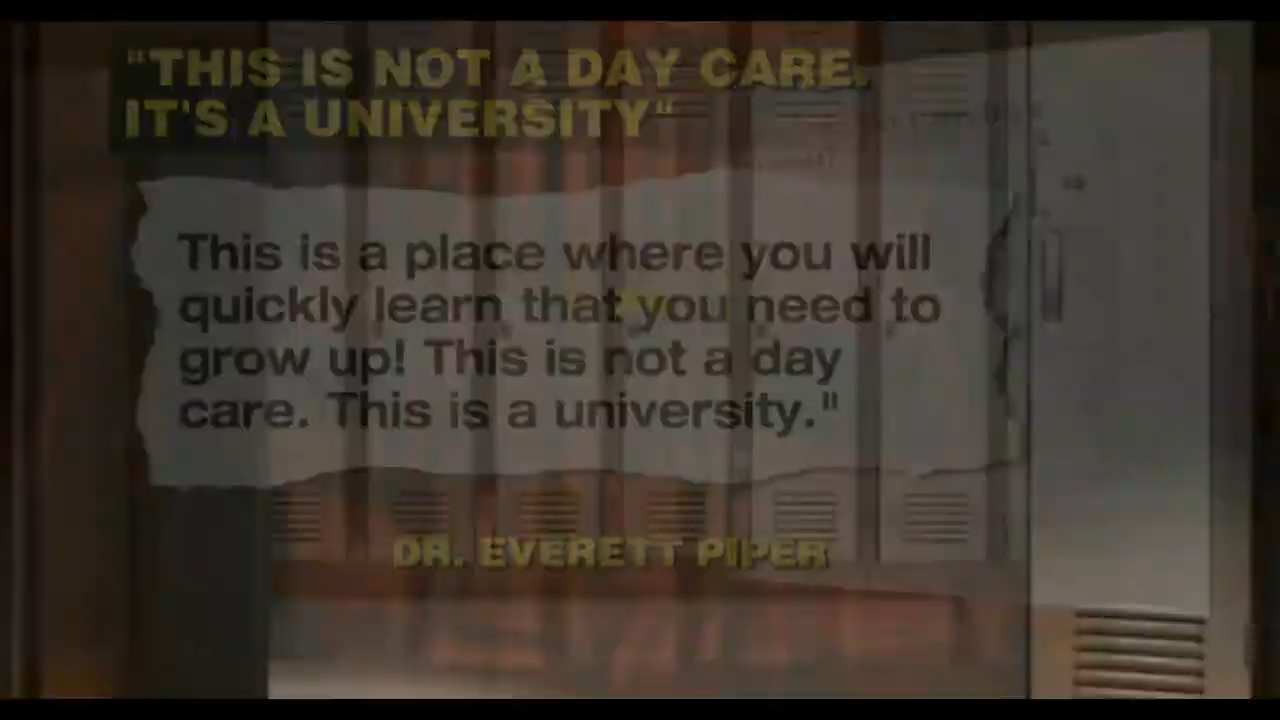 "THIS IS NOT A DAY CARE.
IT'S A UNIVERSITY"
This is a place where you will
quickly learn that you need to
grow up! This is not a day
care. This is a university."
DR. EVERETT PIPER